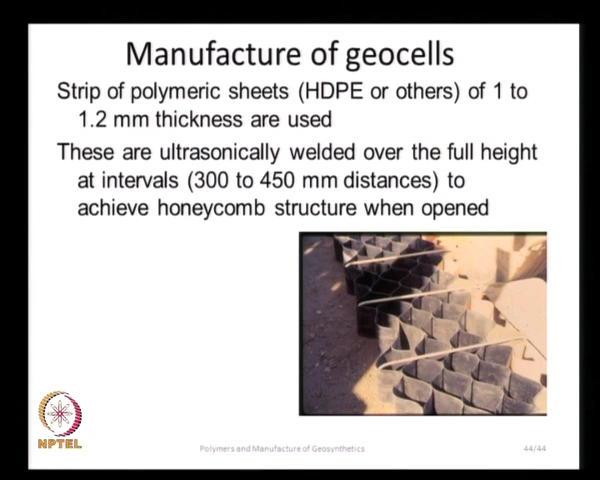 Manufacture of geocells
Strip of polymeric sheets (HDPE or others) of 1 to
1.2 mm thickness are used
These are ultrasonically welded over the full height
at intervals (300 to 450 mm distances) to
achieve honeycomb structure when opened
NPTEL
Polymers and Manufacture of Geosynthetics
44/44